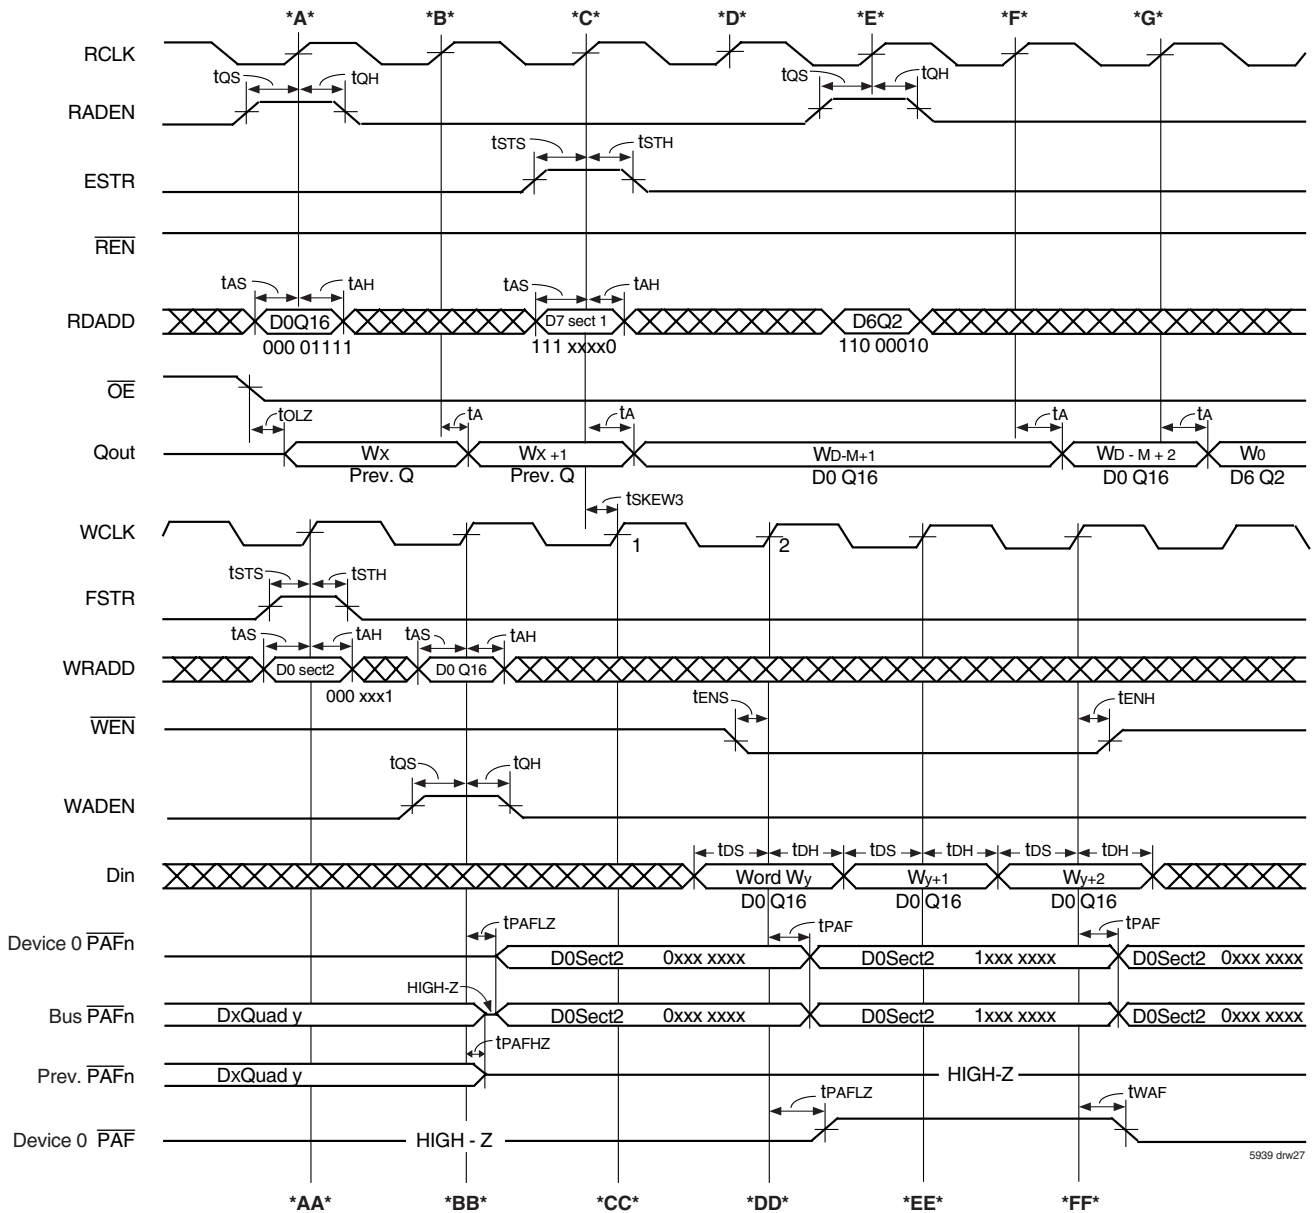 *A* *B* *C* *D* *E* *F* *G*
RCLK
tQS tQH tQS tQH
RADEN
tSTS tSTH
ESTR
REN
tAS tAH tAS tAH
RDADD D0Q16 D7 sect 1 D6Q2
000 01111 111 xxxx0 110 00010
OE
tOLZ tA tA tA tA
Qout WX WX +1 WD-M+1 WD - M + 2 W0
Prev. Q Prev. Q D0 Q16 D0 Q16 D6 Q2
tSKEW3
WCLK 1 2
tSTS tSTH
FSTR
tAS tAH tAS tAH
WRADD D0 sect2 D0 Q16
000 xxx1
tENS tENH
WEN
tQS tQH
WADEN
tDS tDH tDS tDH tDS tDH
Din Word Wy Wy+1 Wy+2
D0 Q16 D0 Q16 D0 Q16
tPAFLZ tPAF tPAF
Device 0 PAFn D0Sect2 0xxx xxxx D0Sect2 1xxx xxxx D0Sect2 0xxx xxxx
HIGH-Z
Bus PAFn DxQuad y D0Sect2 0xxx xxxx D0Sect2 1xxx xxxx D0Sect2 0xxx xxxx
tPAFHZ
Prev. PAFn DxQuad y HIGH-Z
tPAFLZ tWAF
Device 0 PAF HIGH - Z
5939 drw27
*AA* *BB* *CC* *DD* *EE* *FF*